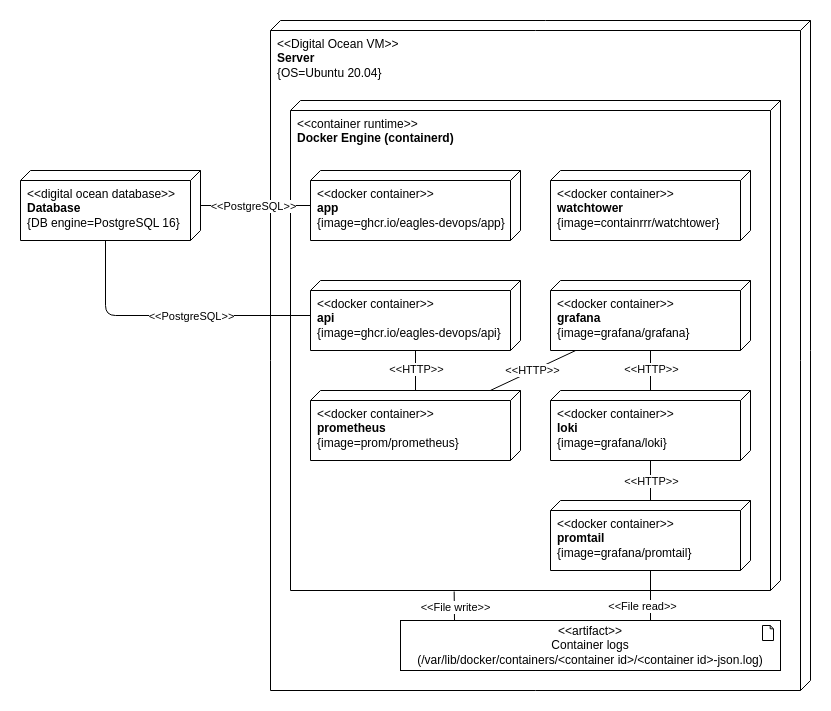 <<Digital Ocean VM>>
Server
{OS=Ubuntu 20.04}
<<container runtime>>
Docker Engine (containerd)
<<digital ocean database>>
Database
{DB engine=PostgreSQL 16}
<<PostgreSQL>>
<<docker container>>
app
{image=ghcr.io/eagles-devops/app}
<<docker container>>
watchtower
{image=containrrr/watchtower}
<<PostgreSQL>>
<<docker container>>
api
{image=ghcr.io/eagles-devops/api}
<<docker container>>
grafana
{image=grafana/grafana}
<<HTTP>>
<<HTTP>>
<<HTTP>>
<<docker container>>
prometheus
{image=prom/prometheus}
<<docker container>>
loki
{image=grafana/loki}
<<HTTP>>
<<docker container>>
promtail
{image=grafana/promtail}
<<File write>>
<<File read>>
<<artifact>>
Container logs
(/var/lib/docker/containers/<container id>/<container id>-json.log)